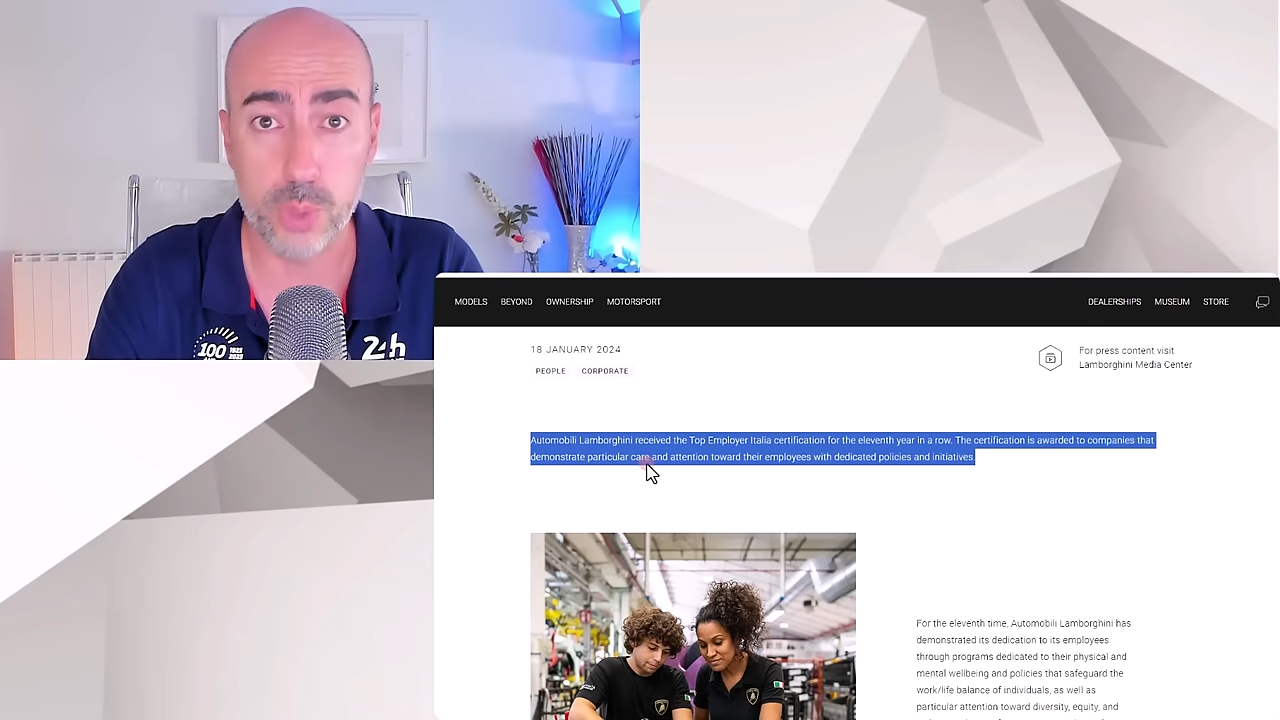 100
1923
2023
24h
MODELS BEYOND OWNERSHIP MOTORSPORT DEALERSHIPS MUSEUM STORE
18 JANUARY 2024
PEOPLE CORPORATE
For press content visit
Lamborghini Media Center
Automobili Lamborghini received the Top Employer Italia certification for the eleventh year in a row. The certification is awarded to companies that
demonstrate particular care and attention toward their employees with dedicated policies and initiatives.
For the eleventh time, Automobili Lamborghini has
demonstrated its dedication to its employees
through programs dedicated to their physical and
mental wellbeing and policies that safeguard the
work/life balance of individuals, as well as
particular attention toward diversity, equity, and